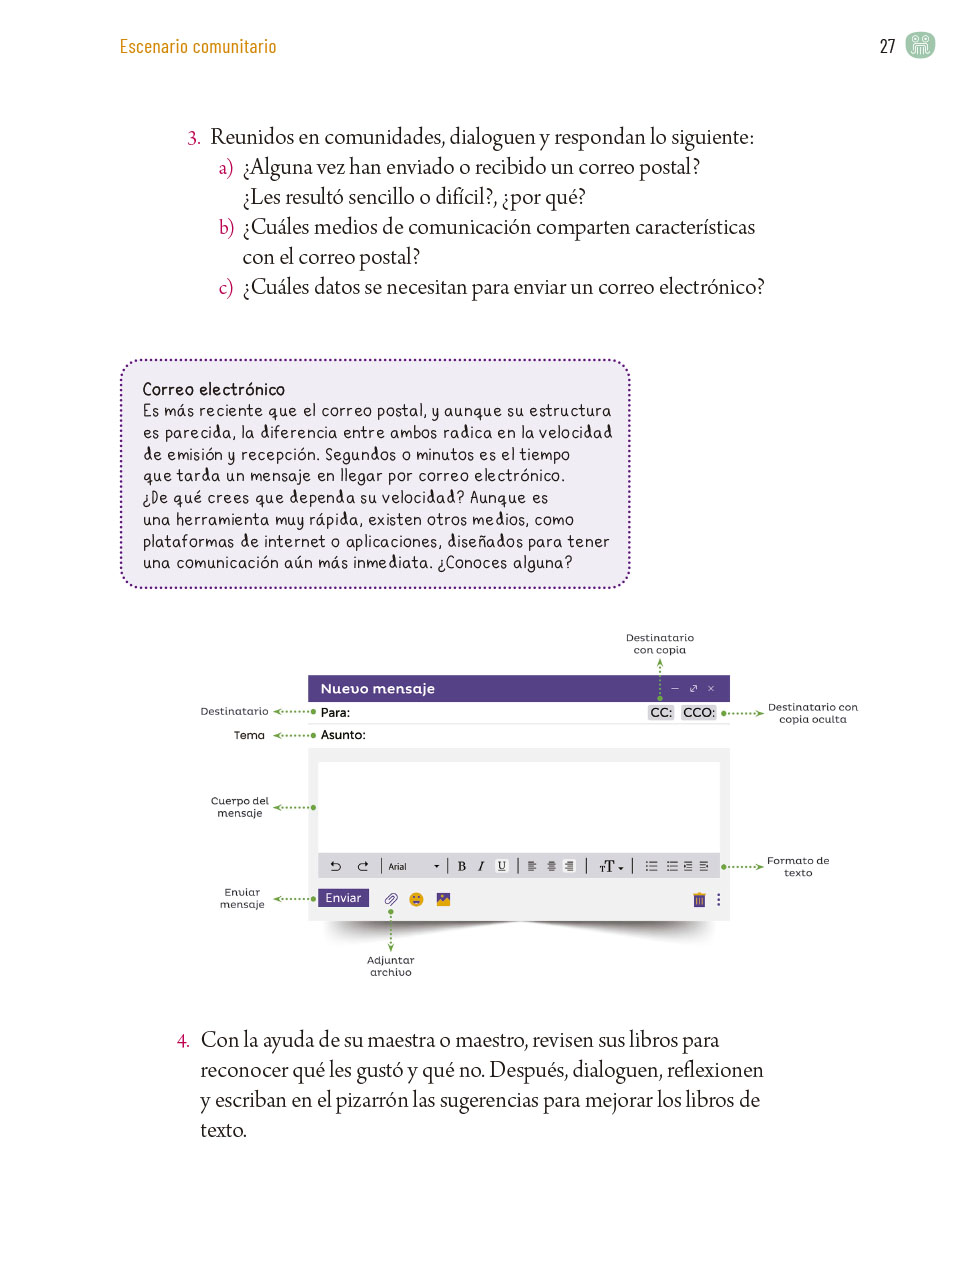 Escenario comunitario
27
3. Reunidos en comunidades, dialoguen y respondan lo siguiente:
a) ¿Alguna vez han enviado o recibido un correo postal?
¿Les resultó sencillo o difícil?, ¿por qué?
b) ¿Cuáles medios de comunicación comparten características
con el correo postal?
c) ¿Cuáles datos se necesitan para enviar un correo electrónico?
Correo electrónico
Es más reciente que el correo postal, y aunque su estructura
es parecida, la diferencia entre ambos radica en la velocidad
de emisión y recepción. Segundos o minutos es el tiempo
que tarda un mensaje en llegar por correo electrónico.
¿De qué crees que dependa su velocidad? Aunque es
una herramienta muy rápida, existen otros medios, como
plataformas de internet o aplicaciones, diseñados para tener
una comunicación aún más inmediata. ¿Conoces alguna?
Destinatario
con copia
Nuevo mensaje
Destinatario
Para:
CC: CCO:
Destinatario con
copia oculta
Tema
Asunto:
Cuerpo del
mensaje
Arial
B I U
TT
Formato de
texto
Enviar
mensaje
Enviar
Adjuntar
archivo
4. Con la ayuda de su maestra o maestro, revisen sus libros para
reconocer qué les gustó y qué no. Después, dialoguen, reflexionen
y escriban en el pizarrón las sugerencias para mejorar los libros de
texto.